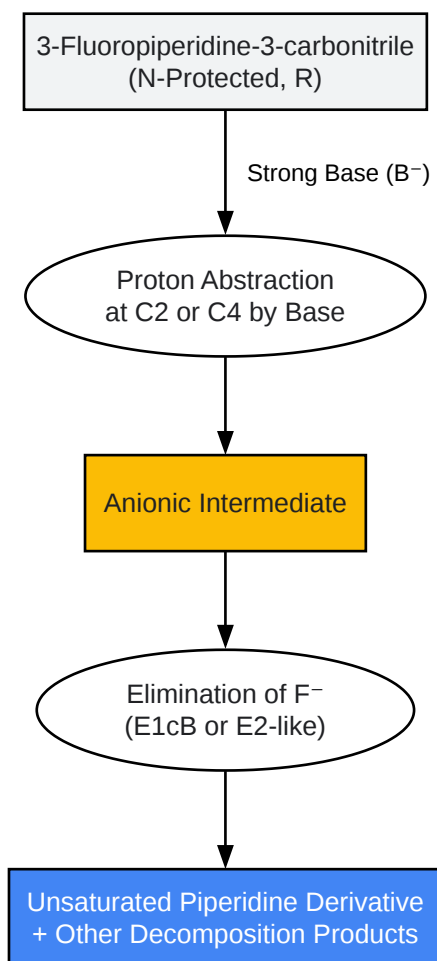 3-Fluoropiperidine-3-carbonitrile
(N-Protected, R)
Strong Base (B⁻)
Proton Abstraction
at C2 or C4 by Base
Anionic Intermediate
Elimination of F⁻
(E1cB or E2-like)
Unsaturated Piperidine Derivative
+ Other Decomposition Products